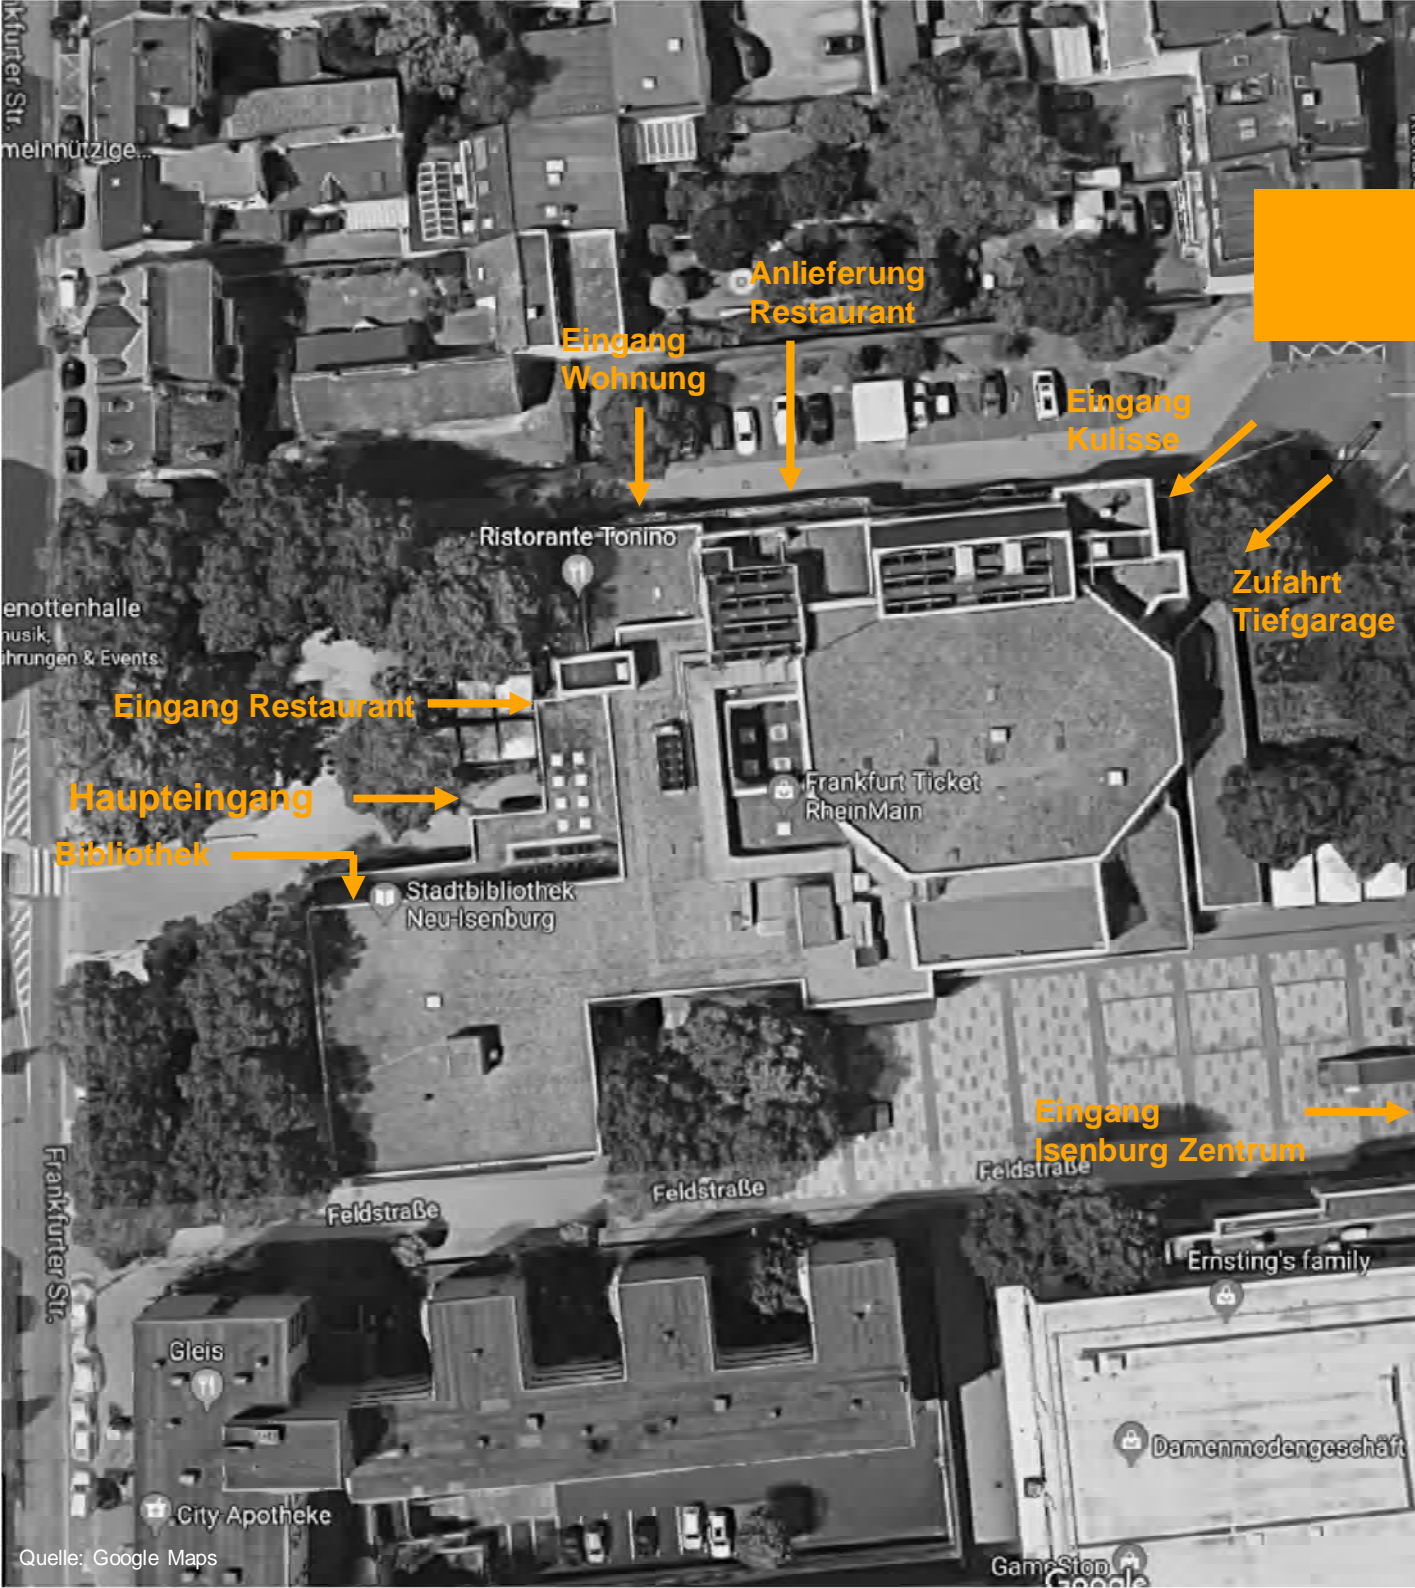 kfurter Str.
meinnützige...
Anlieferung
Restaurant
Eingang
Wohnung
Eingang
Kulisse
Ristorante Tonino
Zufahrt
Tiefgarage
enottenhalle
musik,
ührungen & Events
Eingang Restaurant
Haupteingang
Frankfurt Ticket
RheinMain
Bibliothek
Stadtbibliothek
Neu-Isenburg
Eingang
Isenburg Zentrum
Feldstraße
Feldstraße
Feldstraße
Frankfurter Str.
Ernsting's family
Gleis
Damenmodengeschäft
City Apotheke
Quelle: Google Maps
GameStop
Google